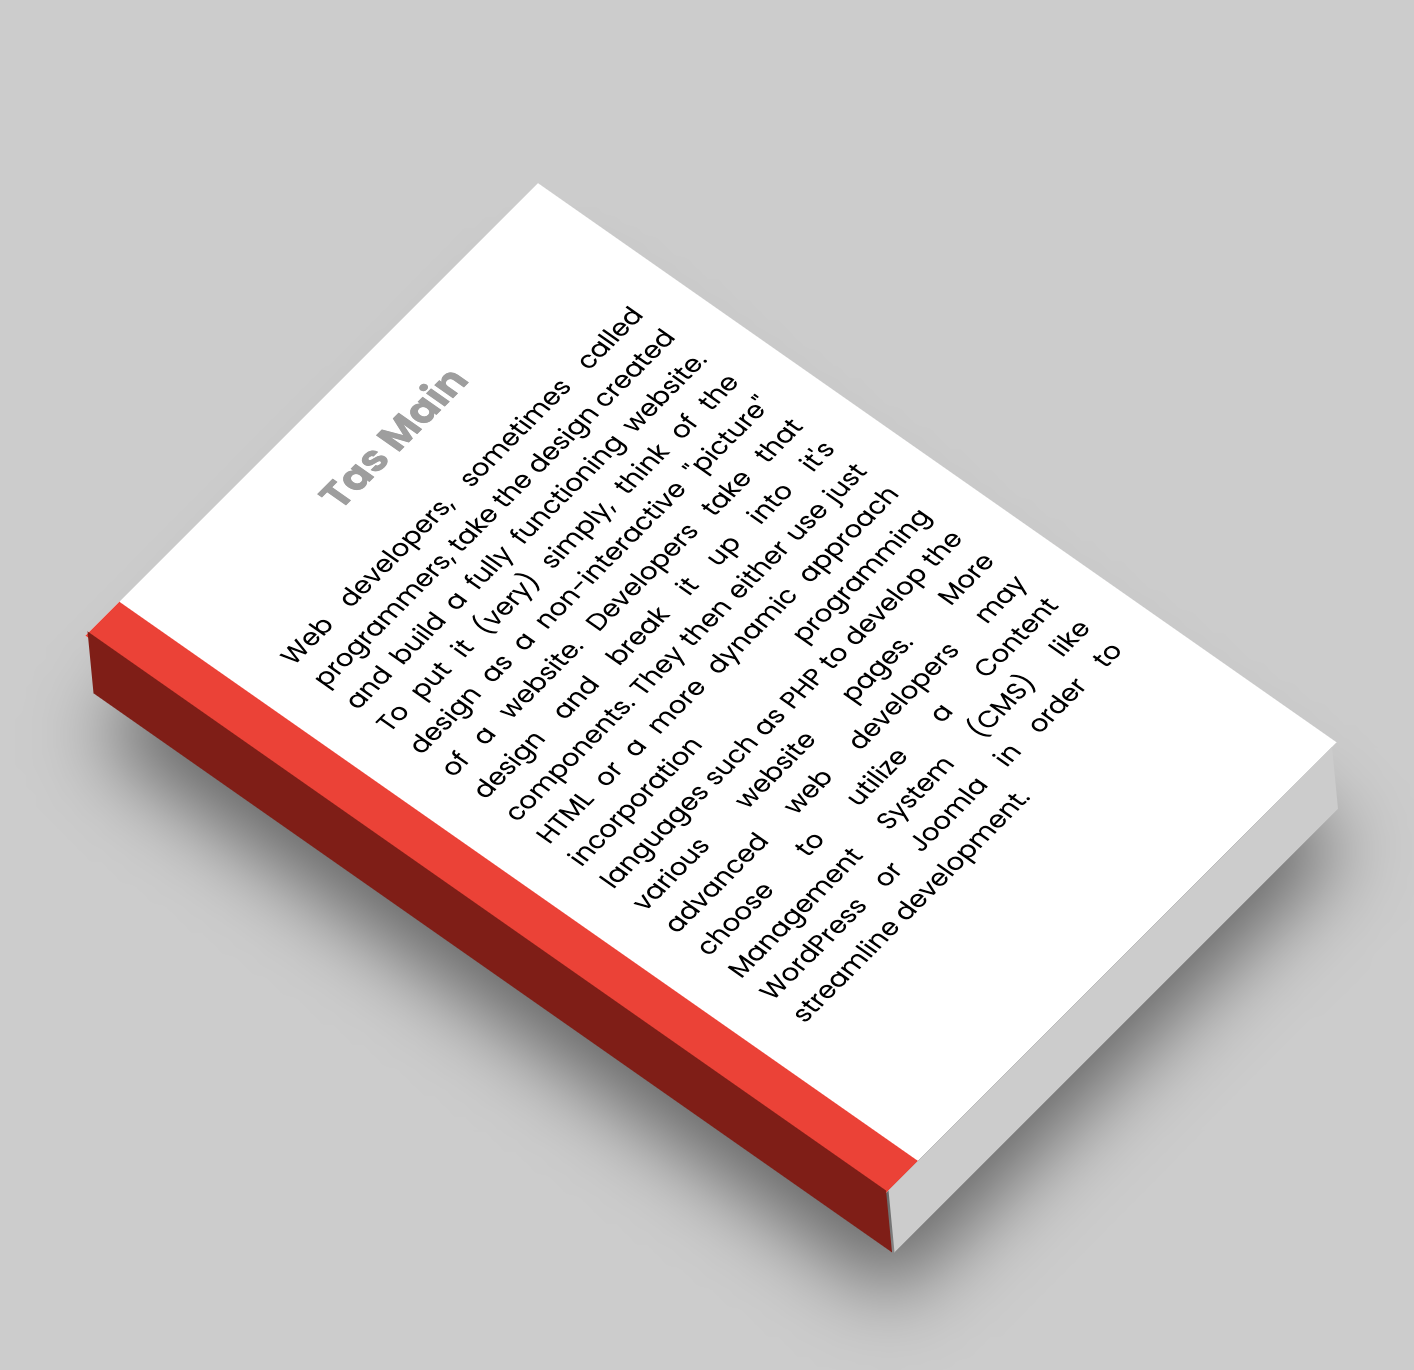 Tas Main
Web developers, sometimes called
programmers, take the design created
and build a fully functioning website.
To put it (very) simply, think of the
design as a non-interactive "picture"
of a website. Developers take that
design and break it up into it's
components. They then either use just
HTML or a more dynamic approach
incorporation programming
languages such as PHP to develop the
various website pages. More
advanced web developers may
choose to utilize a Content
Management System (CMS) like
WordPress or Joomla in order to
streamline development.